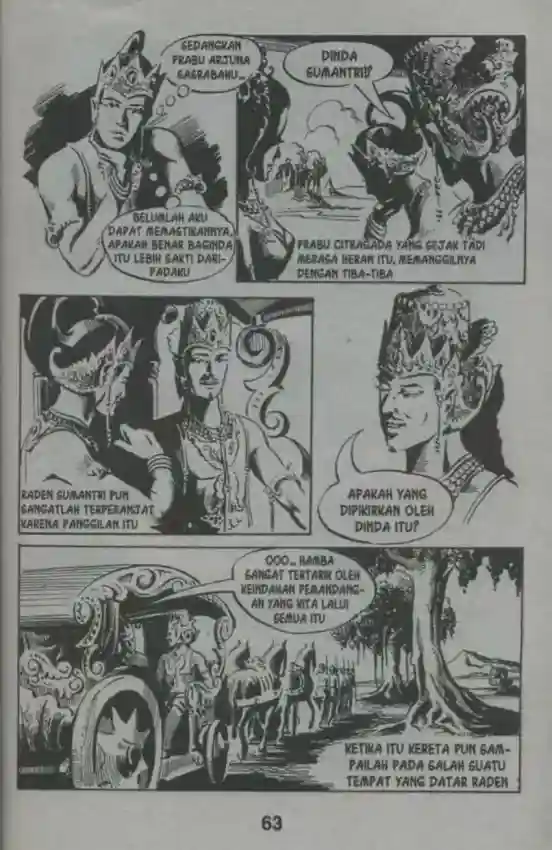 SEDANGKAN
PRABU ARJUNA
SASRABAHU...
BELUMLAH AKU
DAPAT MEMASTIKANNYA,
APAKAH BENAR BAGINDA
ITU LEBIH SAKTI DARI-
PADAKU
DINDA
SUMANTRI!?
PRABU CITRAGADA YANG SEJAK TADI
MERASA HERAN ITU, MEMANGGILNYA
DENGAN TIBA-TIBA
RADEN SUMANTRI PUN
SANGATLAH TERPERANJAT
KARENA PANGGILAN ITU
APAKAH YANG
DIPIKIRKAN OLEH
DINDA ITU?
OOO... HAMBA
SANGAT TERTARIK OLEH
KEINDAHAN PEMANDANG-
AN YANG KITA LALUI
SEMUA ITU
KETIKA ITU KERETA PUN SAM-
PAILAH PADA SALAH SUATU
TEMPAT YANG DATAR RADEN
63